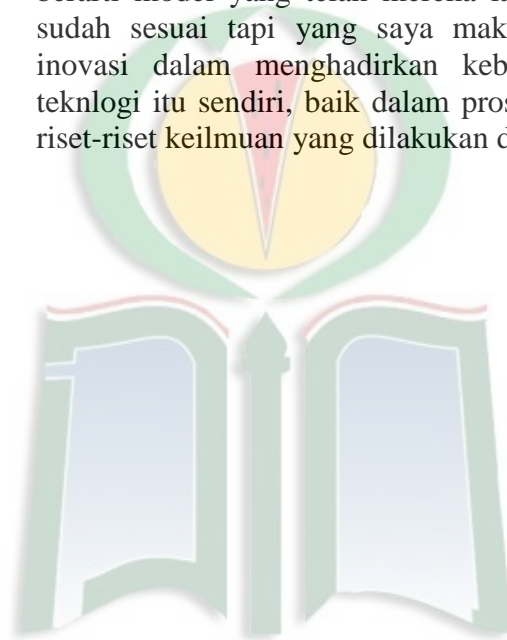 sudah sesuai tapi yang saya mak
inovasi dalam menghadirkan keb
teknlogi itu sendiri, baik dalam pros
riset-riset keilmuan yang dilakukan d